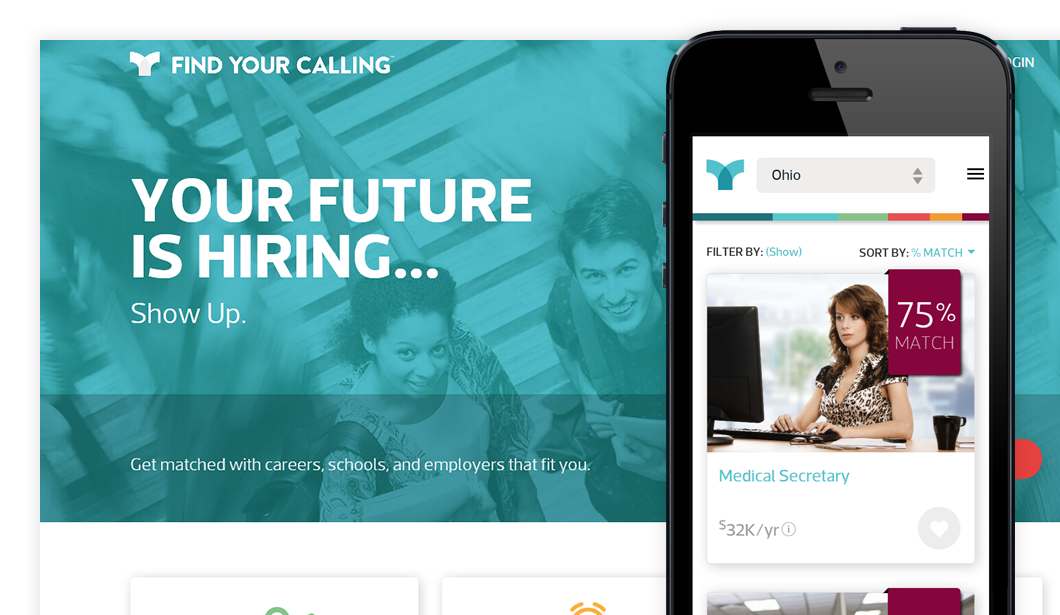 FIND YOUR CALLING
YOUR FUTURE
IS HIRING...
Show Up.
Get matched with careers, schools, and employers that fit you.
Ohio
FILTER BY: (Show)
SORT BY: % MATCH
75%
MATCH
Medical Secretary
$32K/yr